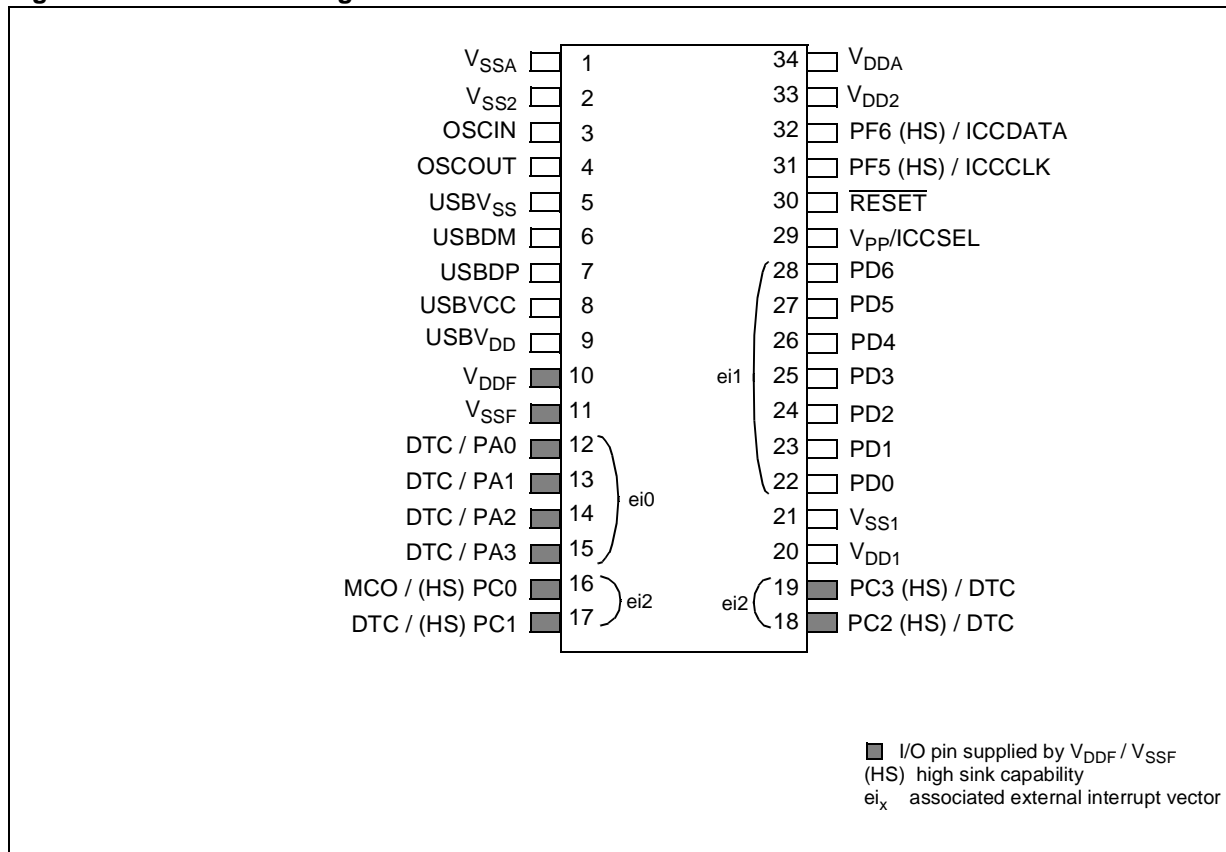 V_SSA 1 34 V_DDA
V_SS2 2 33 V_DD2
OSCIN 3 32 PF6 (HS) / ICCDATA
OSCOUT 4 31 PF5 (HS) / ICCCLK
USBV_SS 5 30 RESET
USBDM 6 29 V_PP/ICCSEL
USBDP 7 28 PD6
USBVCC 8 27 PD5
USBV_DD 9 26 PD4
V_DDF 10 ei1 25 PD3
V_SSF 11 24 PD2
DTC / PA0 12 23 PD1
DTC / PA1 13 ei0 22 PD0
DTC / PA2 14 21 V_SS1
DTC / PA3 15 20 V_DD1
MCO / (HS) PC0 16 ei2 ei2 19 PC3 (HS) / DTC
DTC / (HS) PC1 17 18 PC2 (HS) / DTC
I/O pin supplied by V_DDF / V_SSF
(HS) high sink capability
ei_x associated external interrupt vector